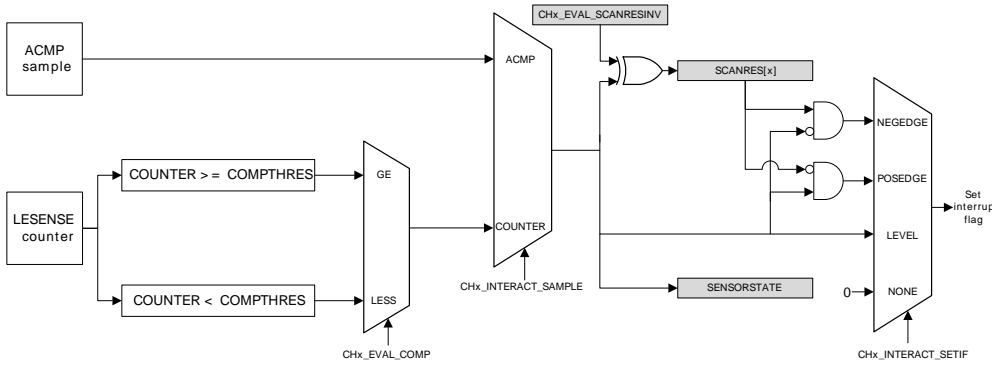 CHx_EVAL_SCANRESINV
ACMP
sample
ACMP
SCANRES[x]
NEGEDGE
COUNTER >= COMPTHRES
GE
POSEDGE
LESENSE
counter
Set
interrup
flag
COUNTER
LEVEL
CHx_INTERACT_SAMPLE
SENSORSTATE
COUNTER < COMPTHRES
LESS
0
NONE
CHx_EVAL_COMP
CHx_INTERACT_SETIF